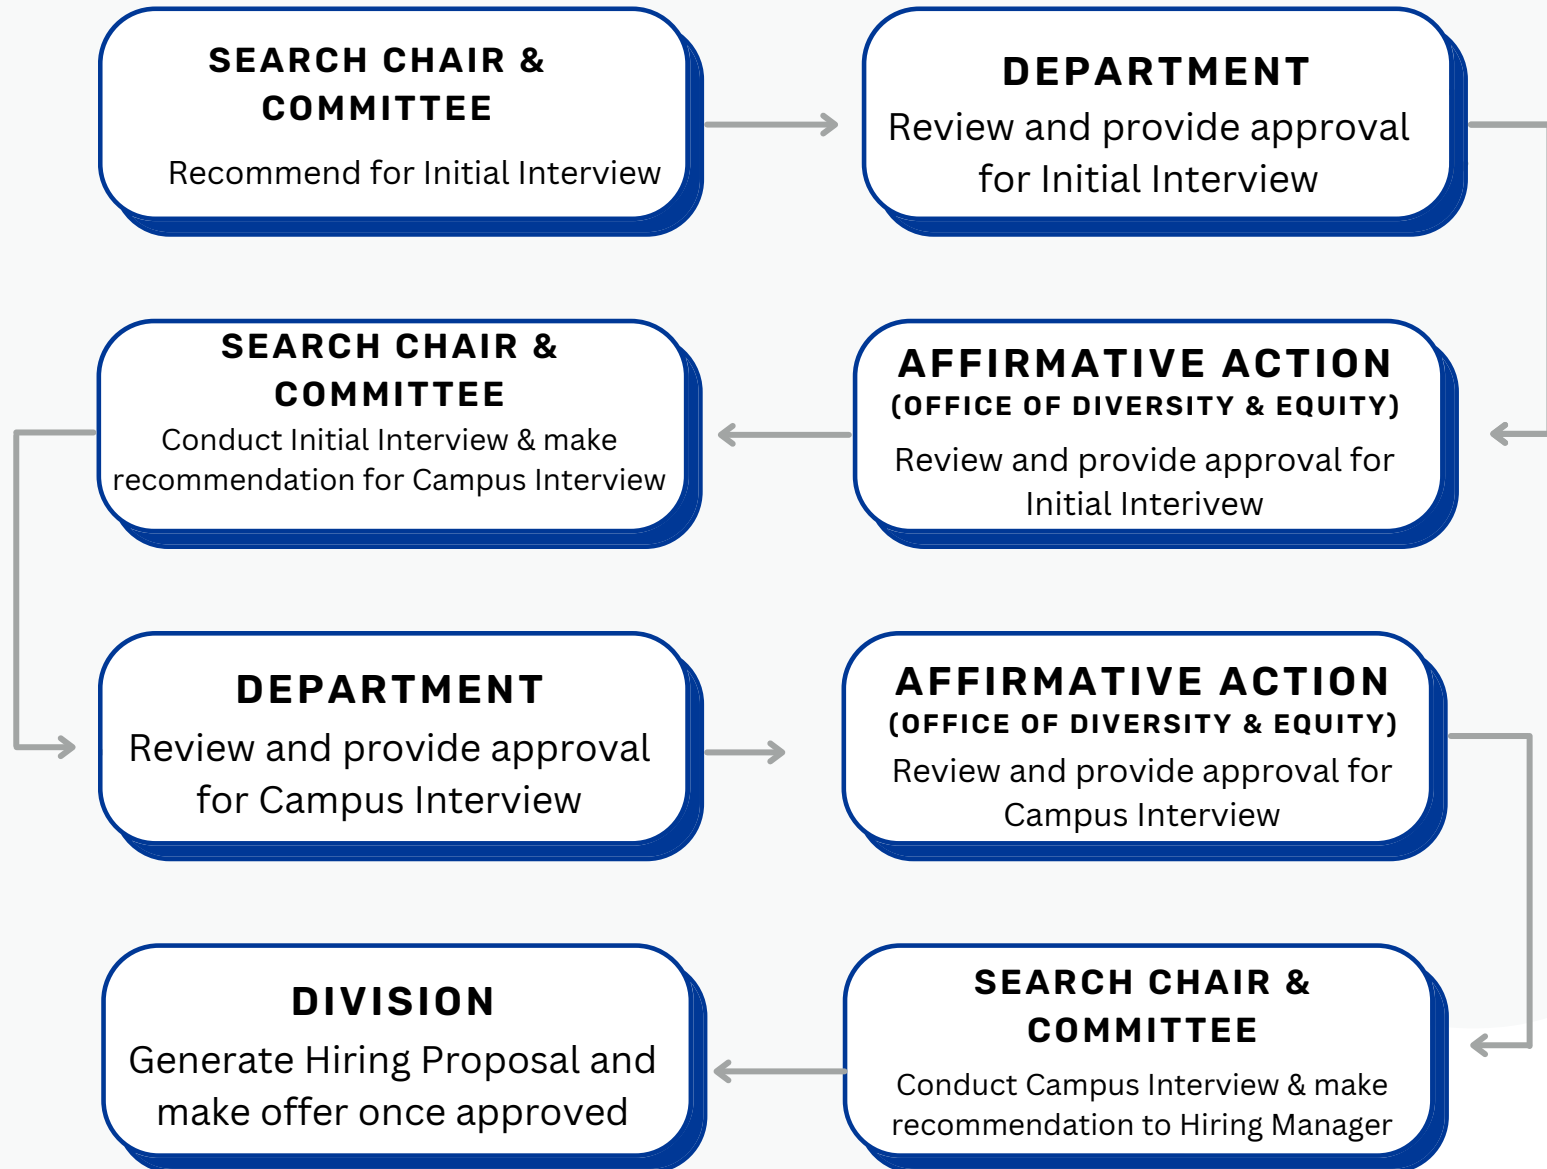 SEARCH CHAIR &
COMMITTEE
Recommend for Initial Interview
DEPARTMENT
Review and provide approval
for Initial Interview
AFFIRMATIVE ACTION
(OFFICE OF DIVERSITY & EQUITY)
Review and provide approval for
Initial Interivew
SEARCH CHAIR &
COMMITTEE
Conduct Initial Interview & make
recommendation for Campus Interview
DEPARTMENT
Review and provide approval
for Campus Interview
AFFIRMATIVE ACTION
(OFFICE OF DIVERSITY & EQUITY)
Review and provide approval for
Campus Interview
SEARCH CHAIR &
COMMITTEE
Conduct Campus Interview & make
recommendation to Hiring Manager
DIVISION
Generate Hiring Proposal and
make offer once approved